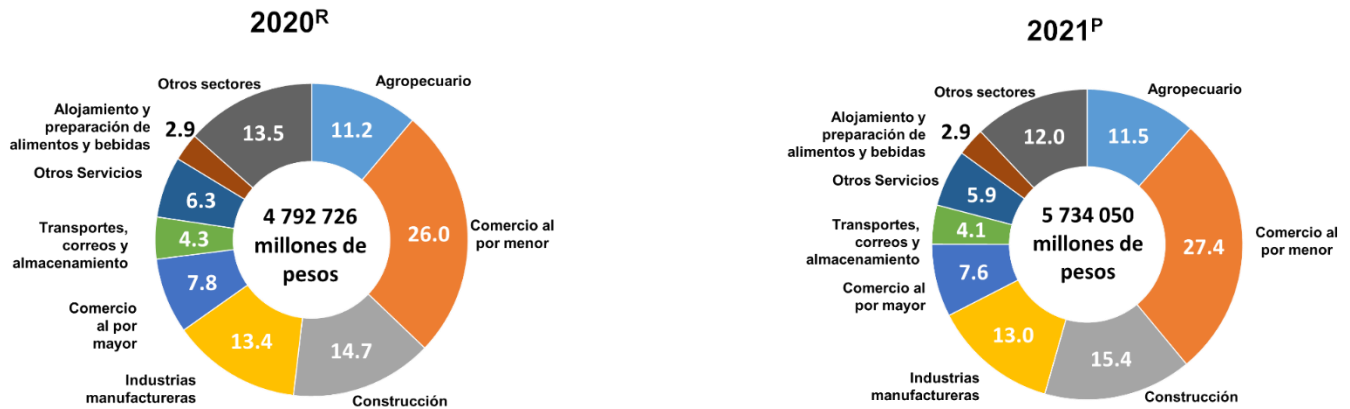 2020ᴿ
Otros sectores
Agropecuario
Alojamiento y
preparación de
alimentos y bebidas
2.9
13.5
11.2
Otros Servicios
6.3
Transportes,
correos y
almacenamiento
4.3
4 792 726
millones de
pesos
26.0
Comercio al
por menor
7.8
Comercio
al por
mayor
13.4
14.7
Industrias
manufactureras
Construcción
2021ᴾ
Otros sectores
Agropecuario
Alojamiento y
preparación de
alimentos y bebidas
2.9
12.0
11.5
Otros Servicios
5.9
Transportes,
correos y
almacenamiento
4.1
5 734 050
millones de
pesos
27.4
Comercio al
por menor
Comercio al
por mayor
7.6
13.0
15.4
Industrias
manufactureras
Construcción